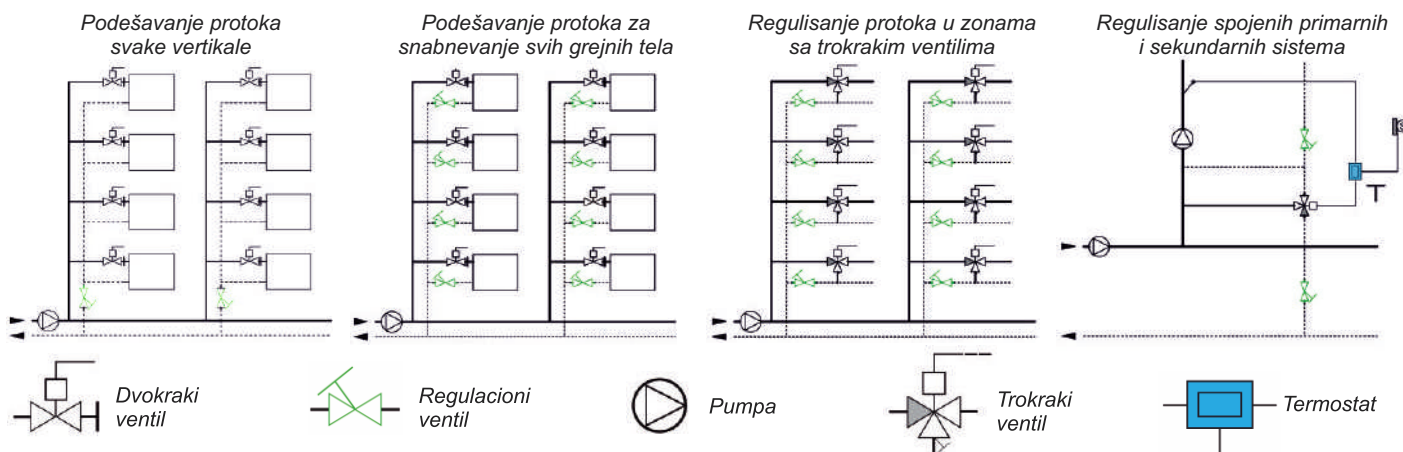 Podešavanje protoka
svake vertikale
Podešavanje protoka za
snabnevanje svih grejnih tela
Regulisanje protoka u zonama
sa trokrakim ventilima
Regulisanje spojenih primarnih
i sekundarnih sistema
Dvokraki
ventil
Regulacioni
ventil
Pumpa
Trokraki
ventil
Termostat